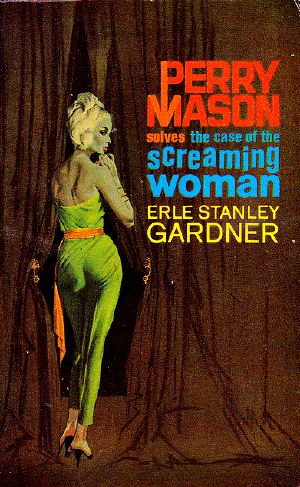 PERRY
MASON
solves the case of the
screaming
woman
ERLE STANLEY
GARDNER